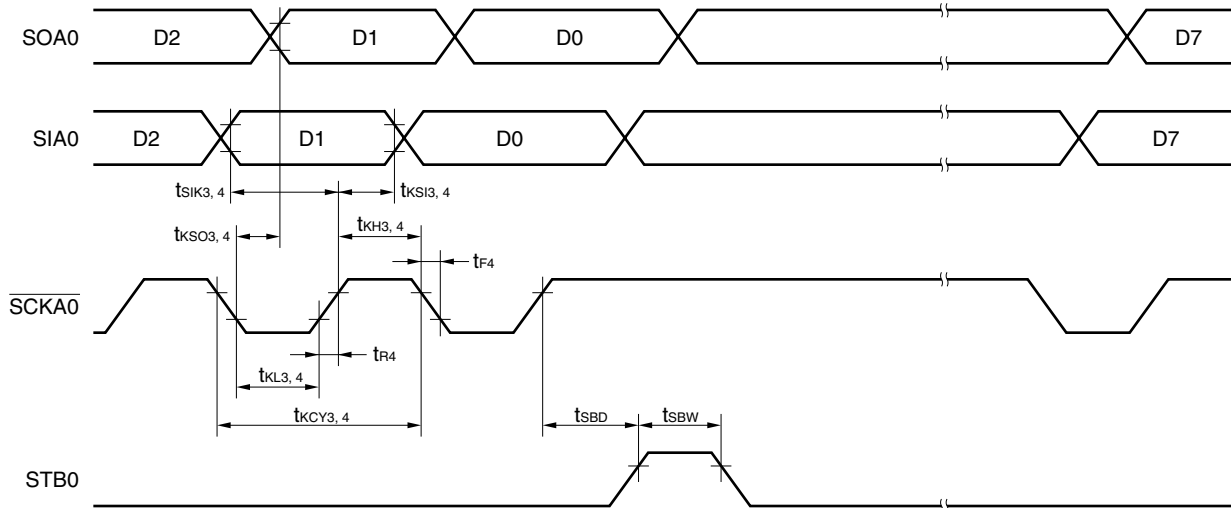 SOA0 D2 D1 D0 D7
SIA0 D2 D1 D0 D7
tSIK3, 4 tKSI3, 4
tKSO3, 4 tKH3, 4
tF4
SCKA0
tR4
tKL3, 4
tKCY3, 4 tSBD tSBW
STB0